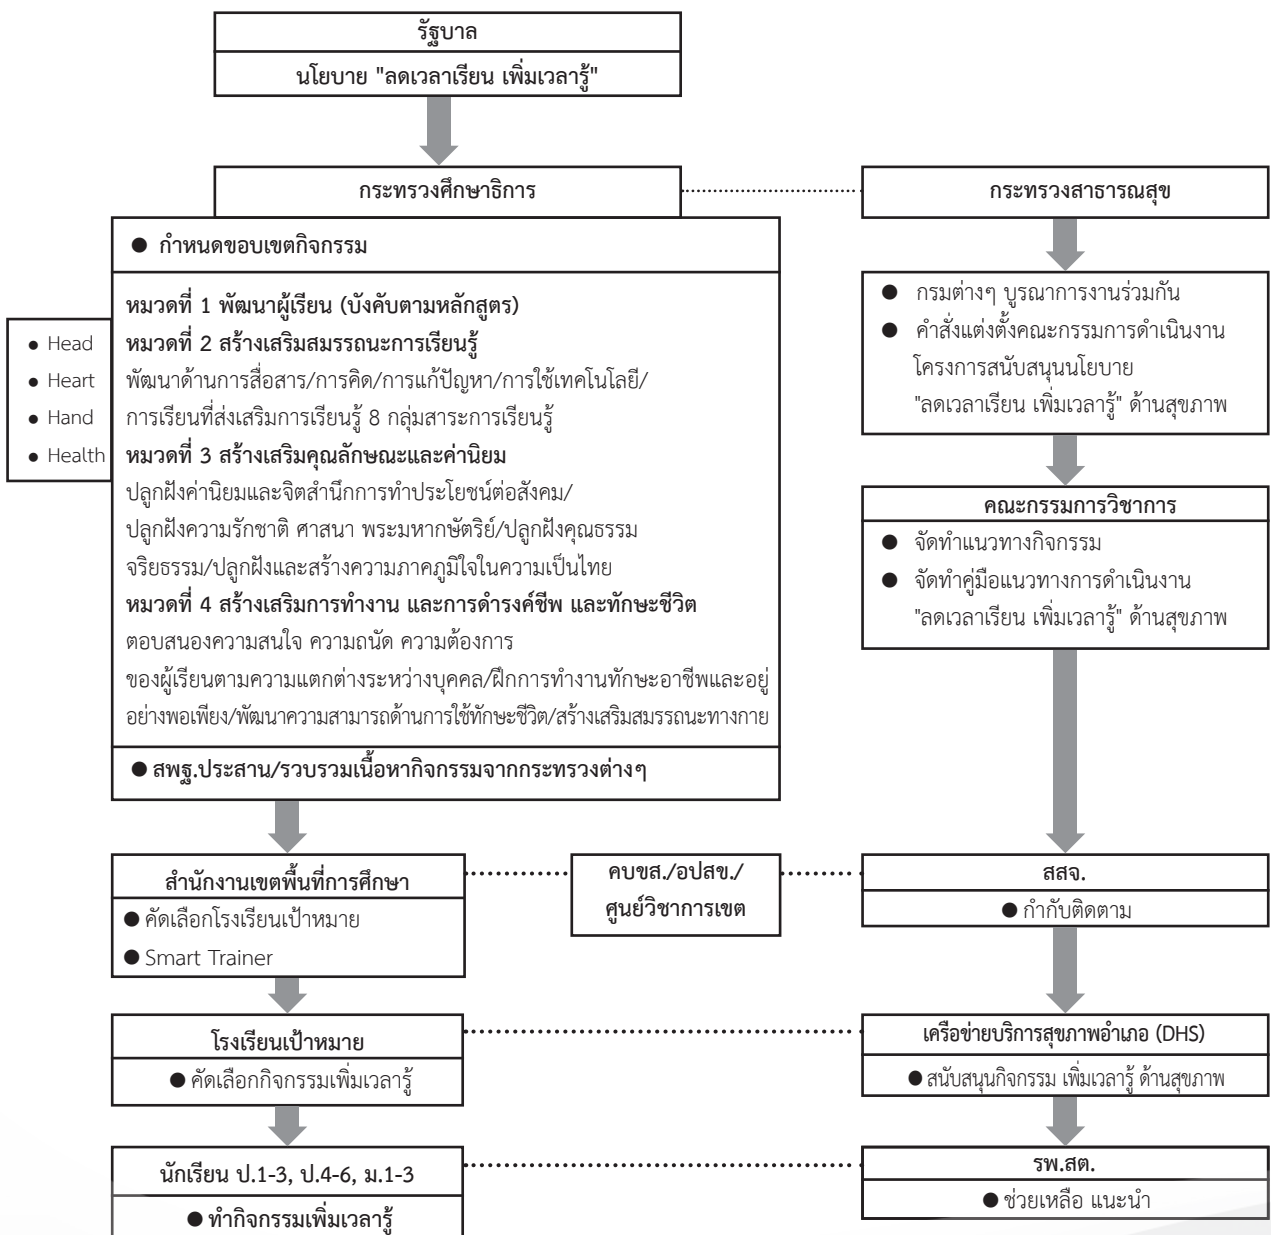 รัฐบาล
นโยบาย "ลดเวลาเรียน เพิ่มเวลารู้"
กระทรวงศึกษาธิการ
● กำหนดขอบเขตกิจกรรม
● Head
● Heart
● Hand
● Health
หมวดที่ 1 พัฒนาผู้เรียน (บังคับตามหลักสูตร)
หมวดที่ 2 สร้างเสริมสมรรถนะการเรียนรู้
พัฒนาด้านการสื่อสาร/การคิด/การแก้ปัญหา/การใช้เทคโนโลยี/
การเรียนที่ส่งเสริมการเรียนรู้ 8 กลุ่มสาระการเรียนรู้
หมวดที่ 3 สร้างเสริมคุณลักษณะและค่านิยม
ปลูกฝังค่านิยมและจิตสำนึกการทำประโยชน์ต่อสังคม/
ปลูกฝังความรักชาติ ศาสนา พระมหากษัตริย์/ปลูกฝังคุณธรรม
จริยธรรม/ปลูกฝังและสร้างความภาคภูมิใจในความเป็นไทย
หมวดที่ 4 สร้างเสริมการทำงาน และการดำรงค์ชีพ และทักษะชีวิต
ตอบสนองความสนใจ ความถนัด ความต้องการ
ของผู้เรียนตามความแตกต่างระหว่างบุคคล/ฝึกการทำงานทักษะอาชีพและอยู่
อย่างพอเพียง/พัฒนาความสามารถด้านการใช้ทักษะชีวิต/สร้างเสริมสมรรถนะทางกาย
● สพฐ.ประสาน/รวบรวมเนื้อหากิจกรรมจากกระทรวงต่างๆ
กระทรวงสาธารณสุข
● กรมต่างๆ บูรณาการงานร่วมกัน
● คำสั่งแต่งตั้งคณะกรรมการดำเนินงาน
โครงการสนับสนุนนโยบาย
"ลดเวลาเรียน เพิ่มเวลารู้" ด้านสุขภาพ
คณะกรรมการวิชาการ
● จัดทำแนวทางกิจกรรม
● จัดทำคู่มือแนวทางการดำเนินงาน
"ลดเวลาเรียน เพิ่มเวลารู้" ด้านสุขภาพ
สำนักงานเขตพื้นที่การศึกษา
● คัดเลือกโรงเรียนเป้าหมาย
● Smart Trainer
คบขส./อปสข./
ศูนย์วิชาการเขต
สสจ.
● กำกับติดตาม
โรงเรียนเป้าหมาย
● คัดเลือกกิจกรรมเพิ่มเวลารู้
เครือข่ายบริการสุขภาพอำเภอ (DHS)
● สนับสนุนกิจกรรม เพิ่มเวลารู้ ด้านสุขภาพ
นักเรียน ป.1-3, ป.4-6, ม.1-3
● ทำกิจกรรมเพิ่มเวลารู้
รพ.สต.
● ช่วยเหลือ แนะนำ